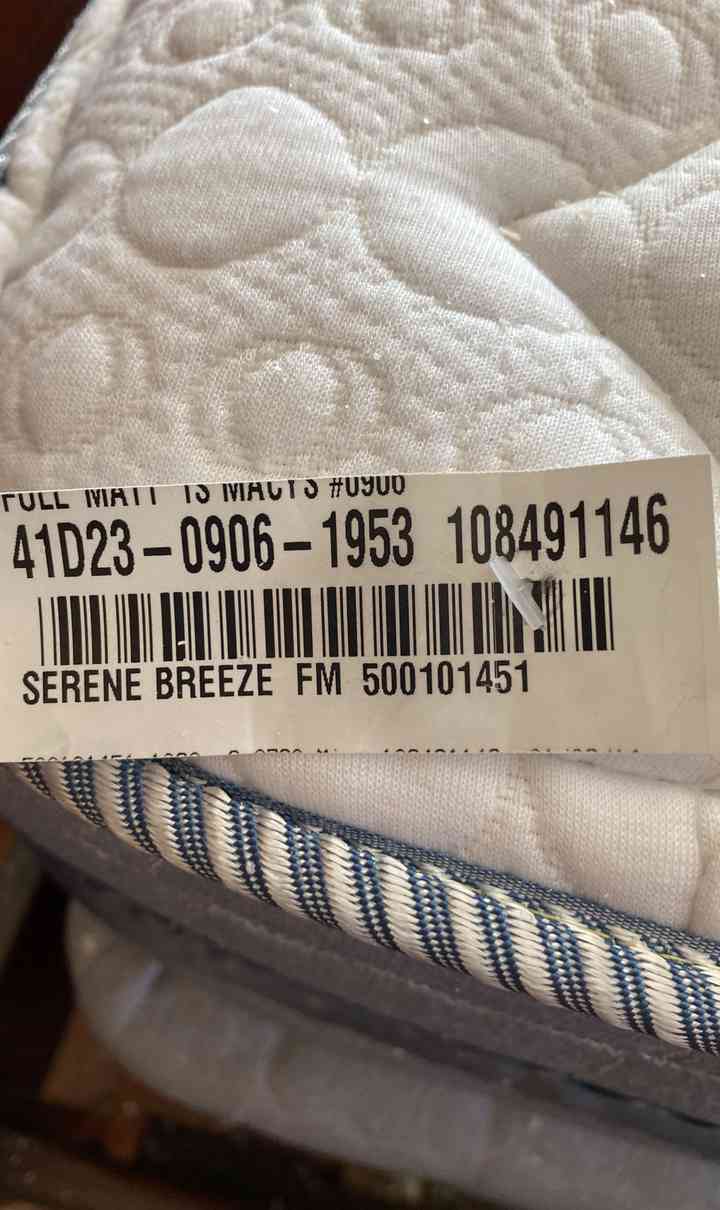 FULL MATT IS MACYS #0906
41D23-0906-1953 108491146
SERENE BREEZE FM 500101451